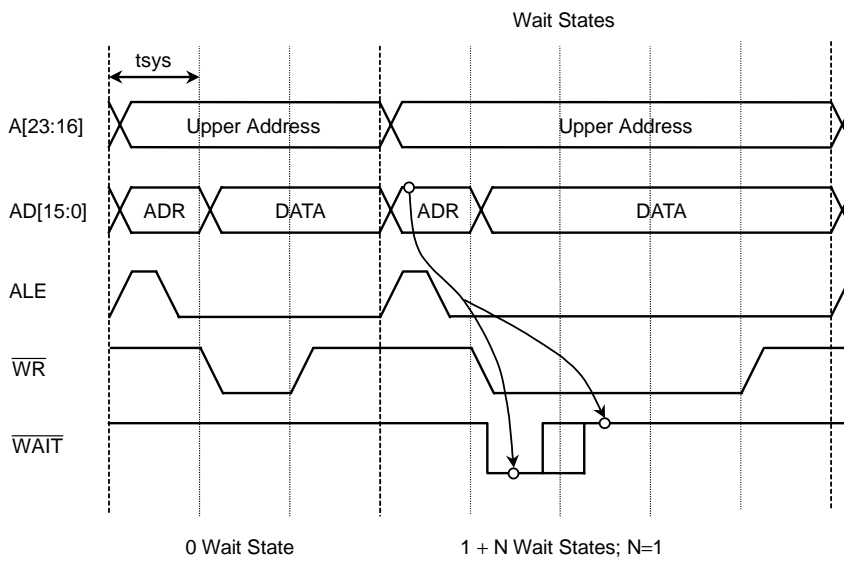 Wait States
tsys
A[23:16]
Upper Address
Upper Address
AD[15:0]
ADR
DATA
ADR
DATA
ALE
WR
WAIT
0 Wait State
1 + N Wait States; N=1